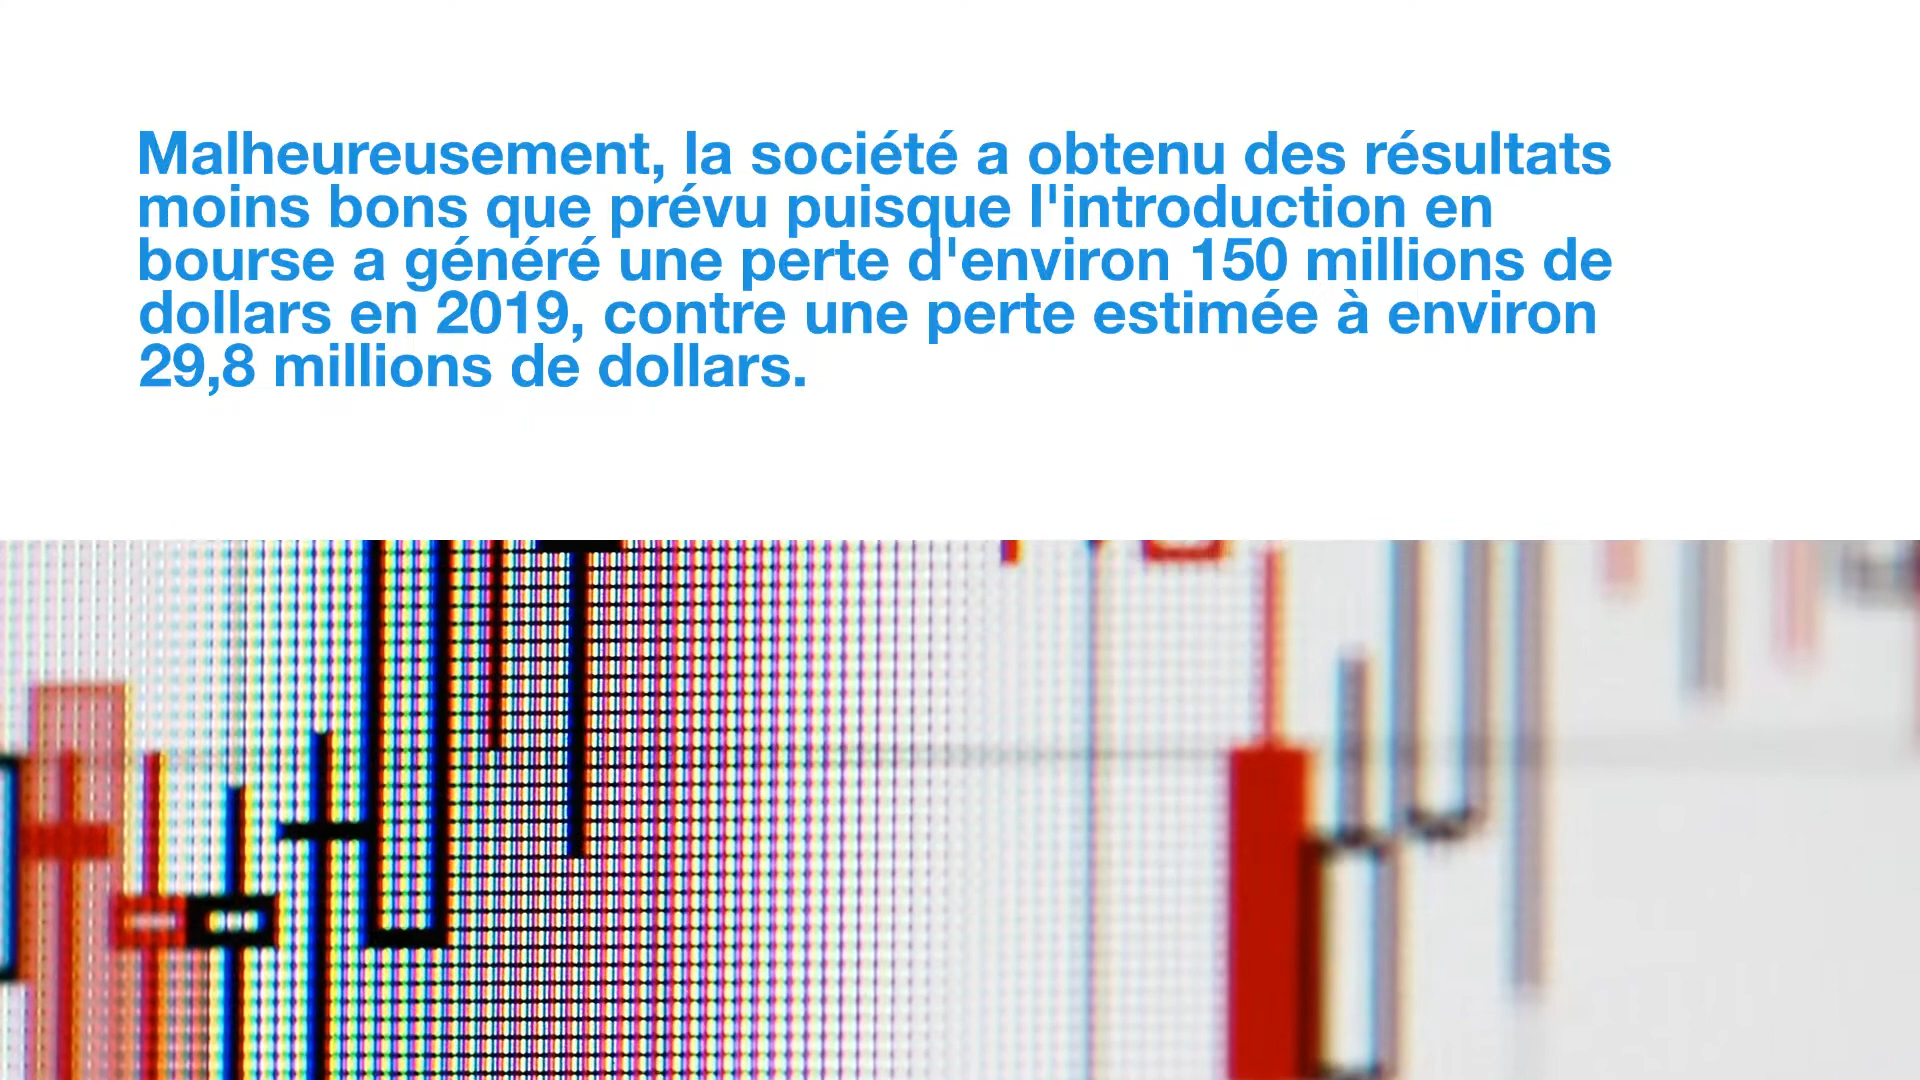 Malheureusement, la société a obtenu des résultats
moins bons que prévu puisque l'introduction en
bourse a généré une perte d'environ 150 millions de
dollars en 2019, contre une perte estimée à environ
29,8 millions de dollars.